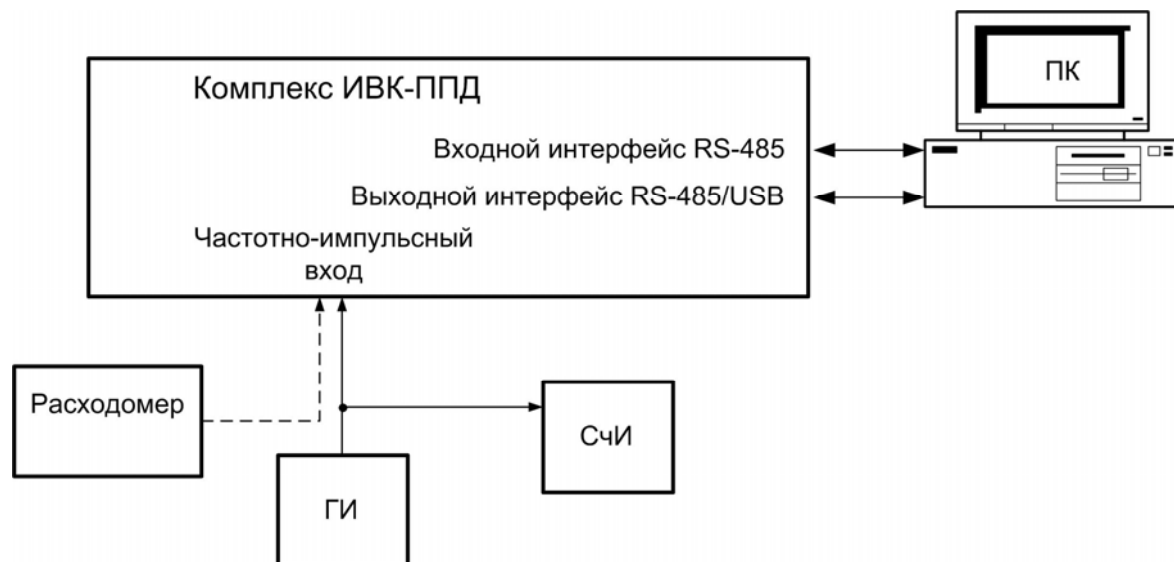 Комплекс ИВК-ППД
ПК
Входной интерфейс RS-485
Выходной интерфейс RS-485/USB
Частотно-импульсный
вход
Расходомер
СчИ
ГИ